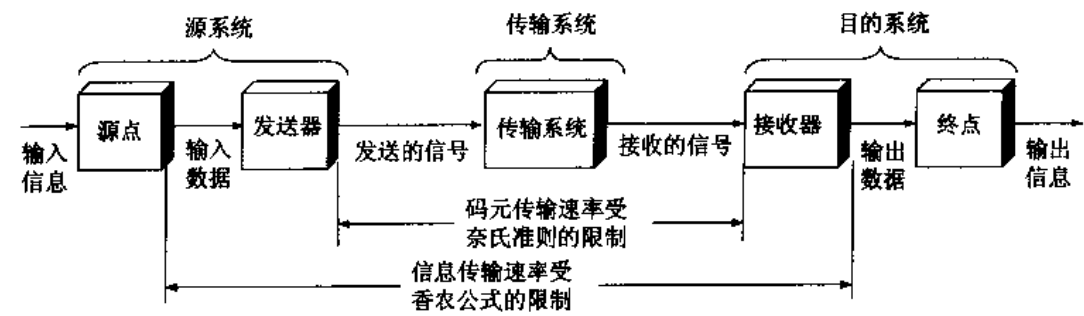 源系统
传输系统
目的系统
源点
发送器
传输系统
接收器
终点
输入
信息
输入
数据
发送的信号
接收的信号
输出
数据
输出
信息
码元传输速率受
奈氏准则的限制
信息传输速率受
香农公式的限制